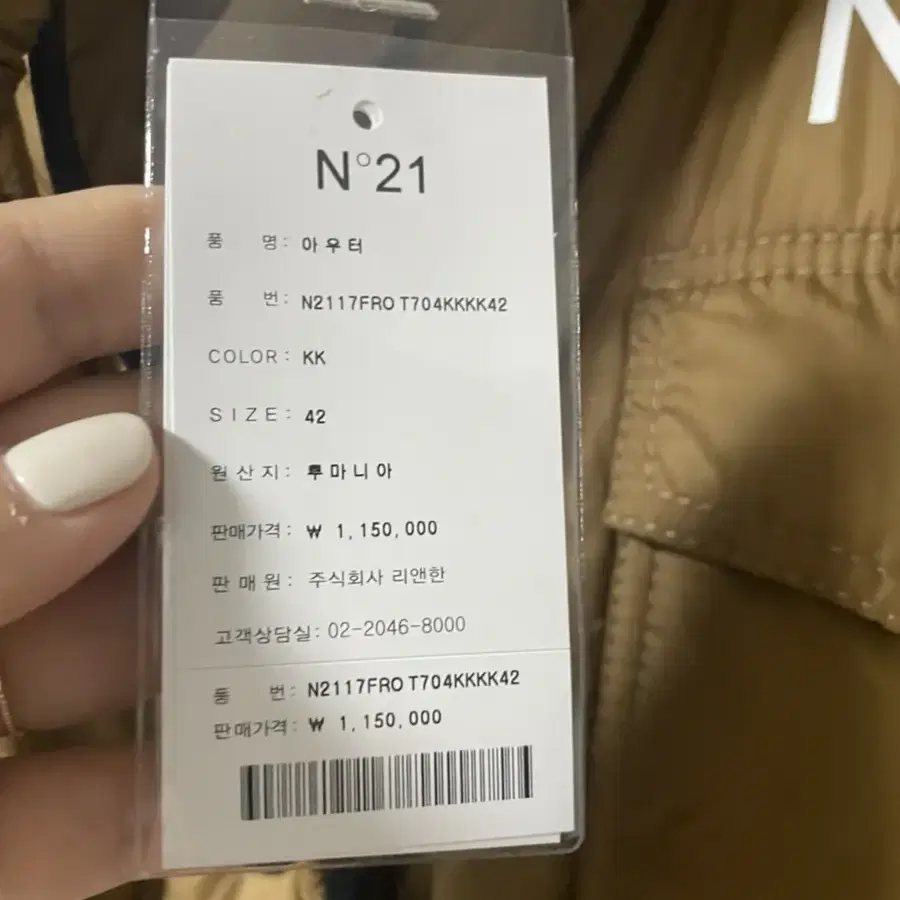 N°21
품 명: 아우터
품 번: N2117FRO T704KKKK42
COLOR: KK
SIZE: 42
원산지: 루마니아
판매가격: ₩ 1,150,000
판매원: 주식회사 리앤한
고객상담실: 02-2046-8000
품 번: N2117FRO T704KKKK42
판매가격: ₩ 1,150,000
N